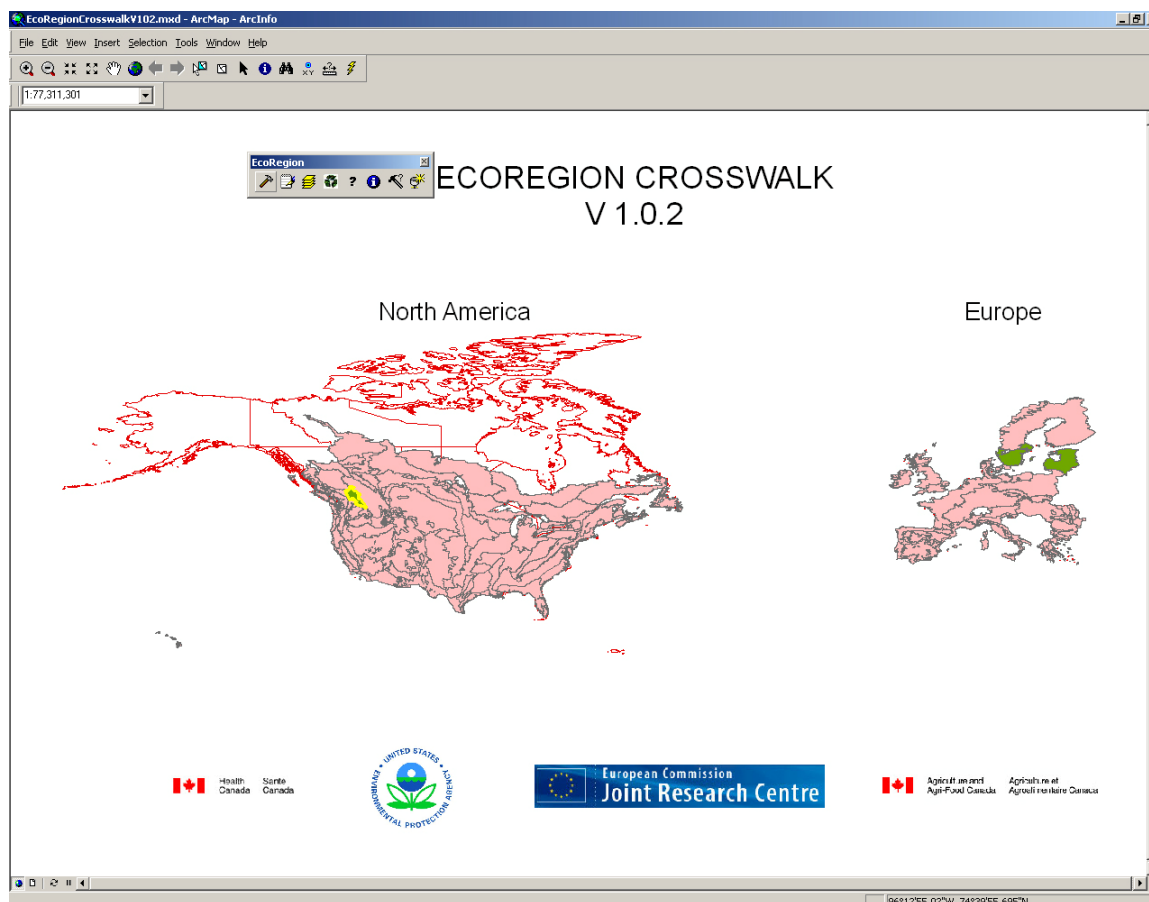 EcoRegionCrosswalkV102.mxd - ArcMap - ArcInfo
File Edit View Insert Selection Tools Window Help
1:77,311,301
EcoRegion
ECOREGION CROSSWALK
V 1.0.2
North America
Europe
UNITED STATES
ENVIRONMENTAL PROTECTION AGENCY
Health Canada
Santé Canada
European Commission
Joint Research Centre
Agriculture and
Agri-Food Canada
Agriculture et
Agroalimentaire Canada